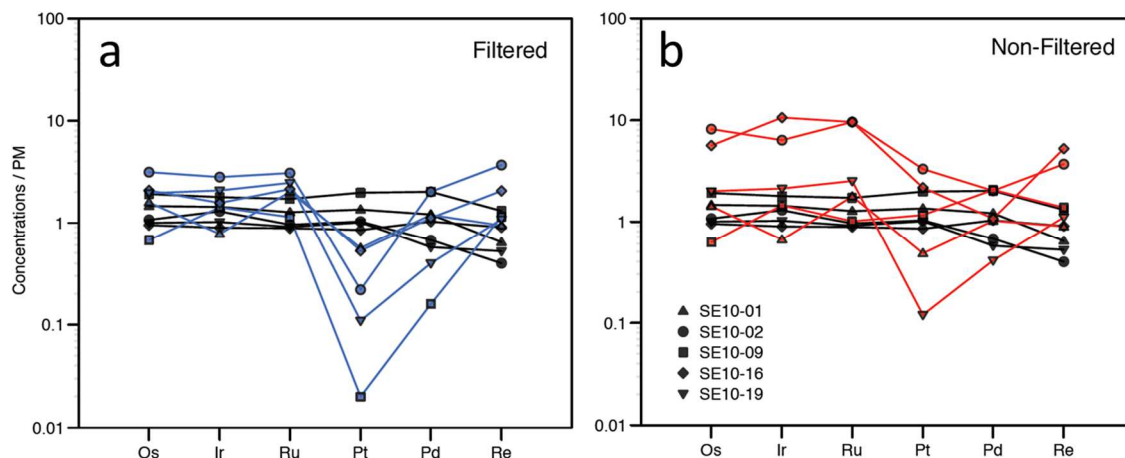 a
Filtered
100
10
1
0.1
0.01
Concentrations / PM
Os Ir Ru Pt Pd Re
b
Non-Filtered
100
10
1
0.1
0.01
SE10-01
SE10-02
SE10-09
SE10-16
SE10-19
Os Ir Ru Pt Pd Re